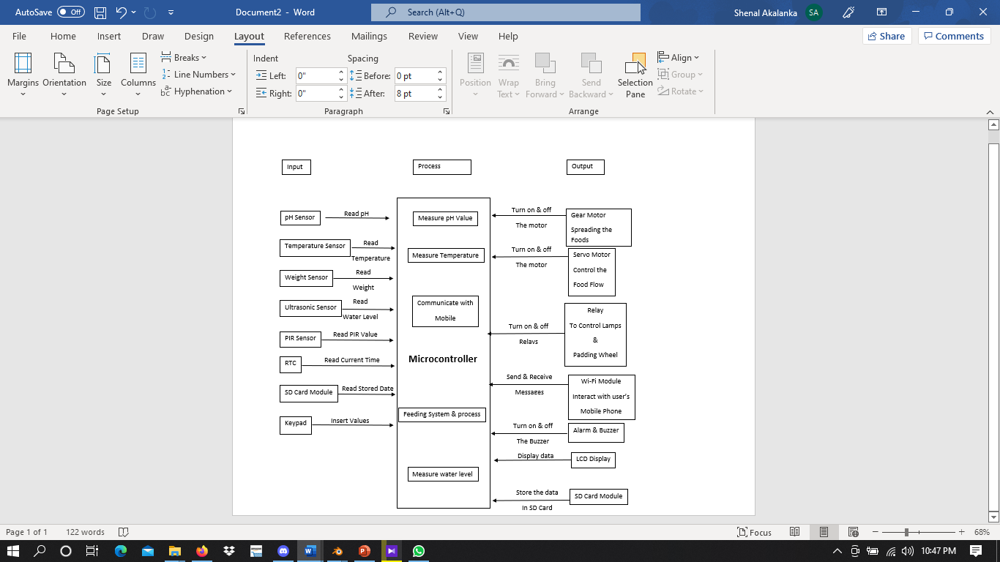 AutoSave Off Document2 - Word Search (Alt+Q) Shenal Akalanka SA
File Home Insert Draw Design Layout References Mailings Review View Help Share Comments
Margins Orientation Size Columns
Breaks
Line Numbers
Hyphenation
Page Setup
Indent Spacing
Left: 0" Before: 0 pt
Right: 0" After: 8 pt
Paragraph
Position Wrap Text Bring Forward Send Backward Selection Pane
Align
Group
Rotate
Arrange
Input Process Output
pH Sensor
Read pH
Temperature Sensor
Read
Temperature
Weight Sensor
Read
Weight
Ultrasonic Sensor
Read
Water Level
PIR Sensor
Read PIR Value
RTC
Read Current Time
SD Card Module
Read Stored Date
Keypad
Insert Values
Measure pH Value
Measure Temperature
Communicate with
Mobile
Microcontroller
Feeding System & process
Measure water level
Turn on & off
The motor
Gear Motor
Spreading the
Foods
Turn on & off
The motor
Servo Motor
Control the
Food Flow
Turn on & off
Relays
Relay
To Control Lamps
&
Padding Wheel
Send & Receive
Messages
Wi-Fi Module
Interact with user's
Mobile Phone
Turn on & off
The Buzzer
Alarm & Buzzer
Display data
LCD Display
Store the data
In SD Card
SD Card Module
Page 1 of 1 122 words Focus 68%
10:47 PM